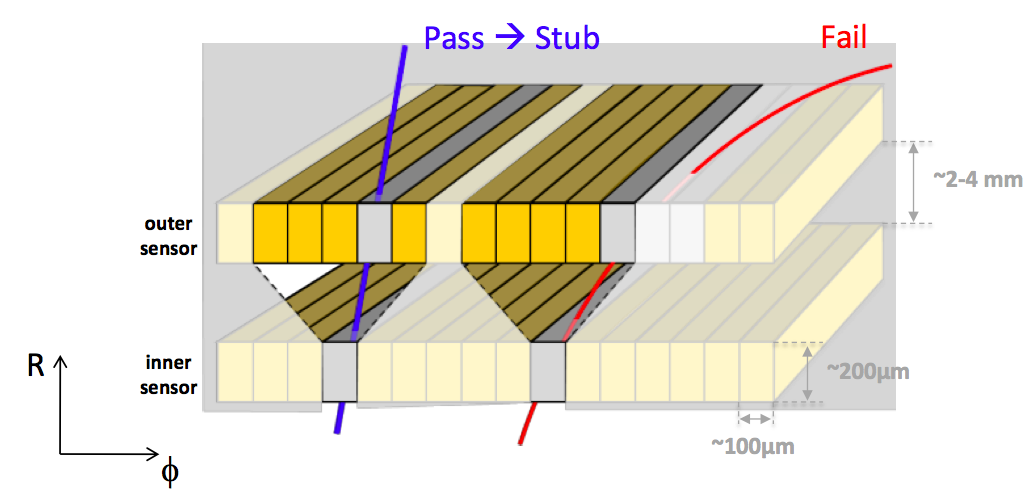 Pass → Stub
Fail
outer
sensor
~2-4 mm
inner
sensor
~200μm
~100μm
R
ϕ